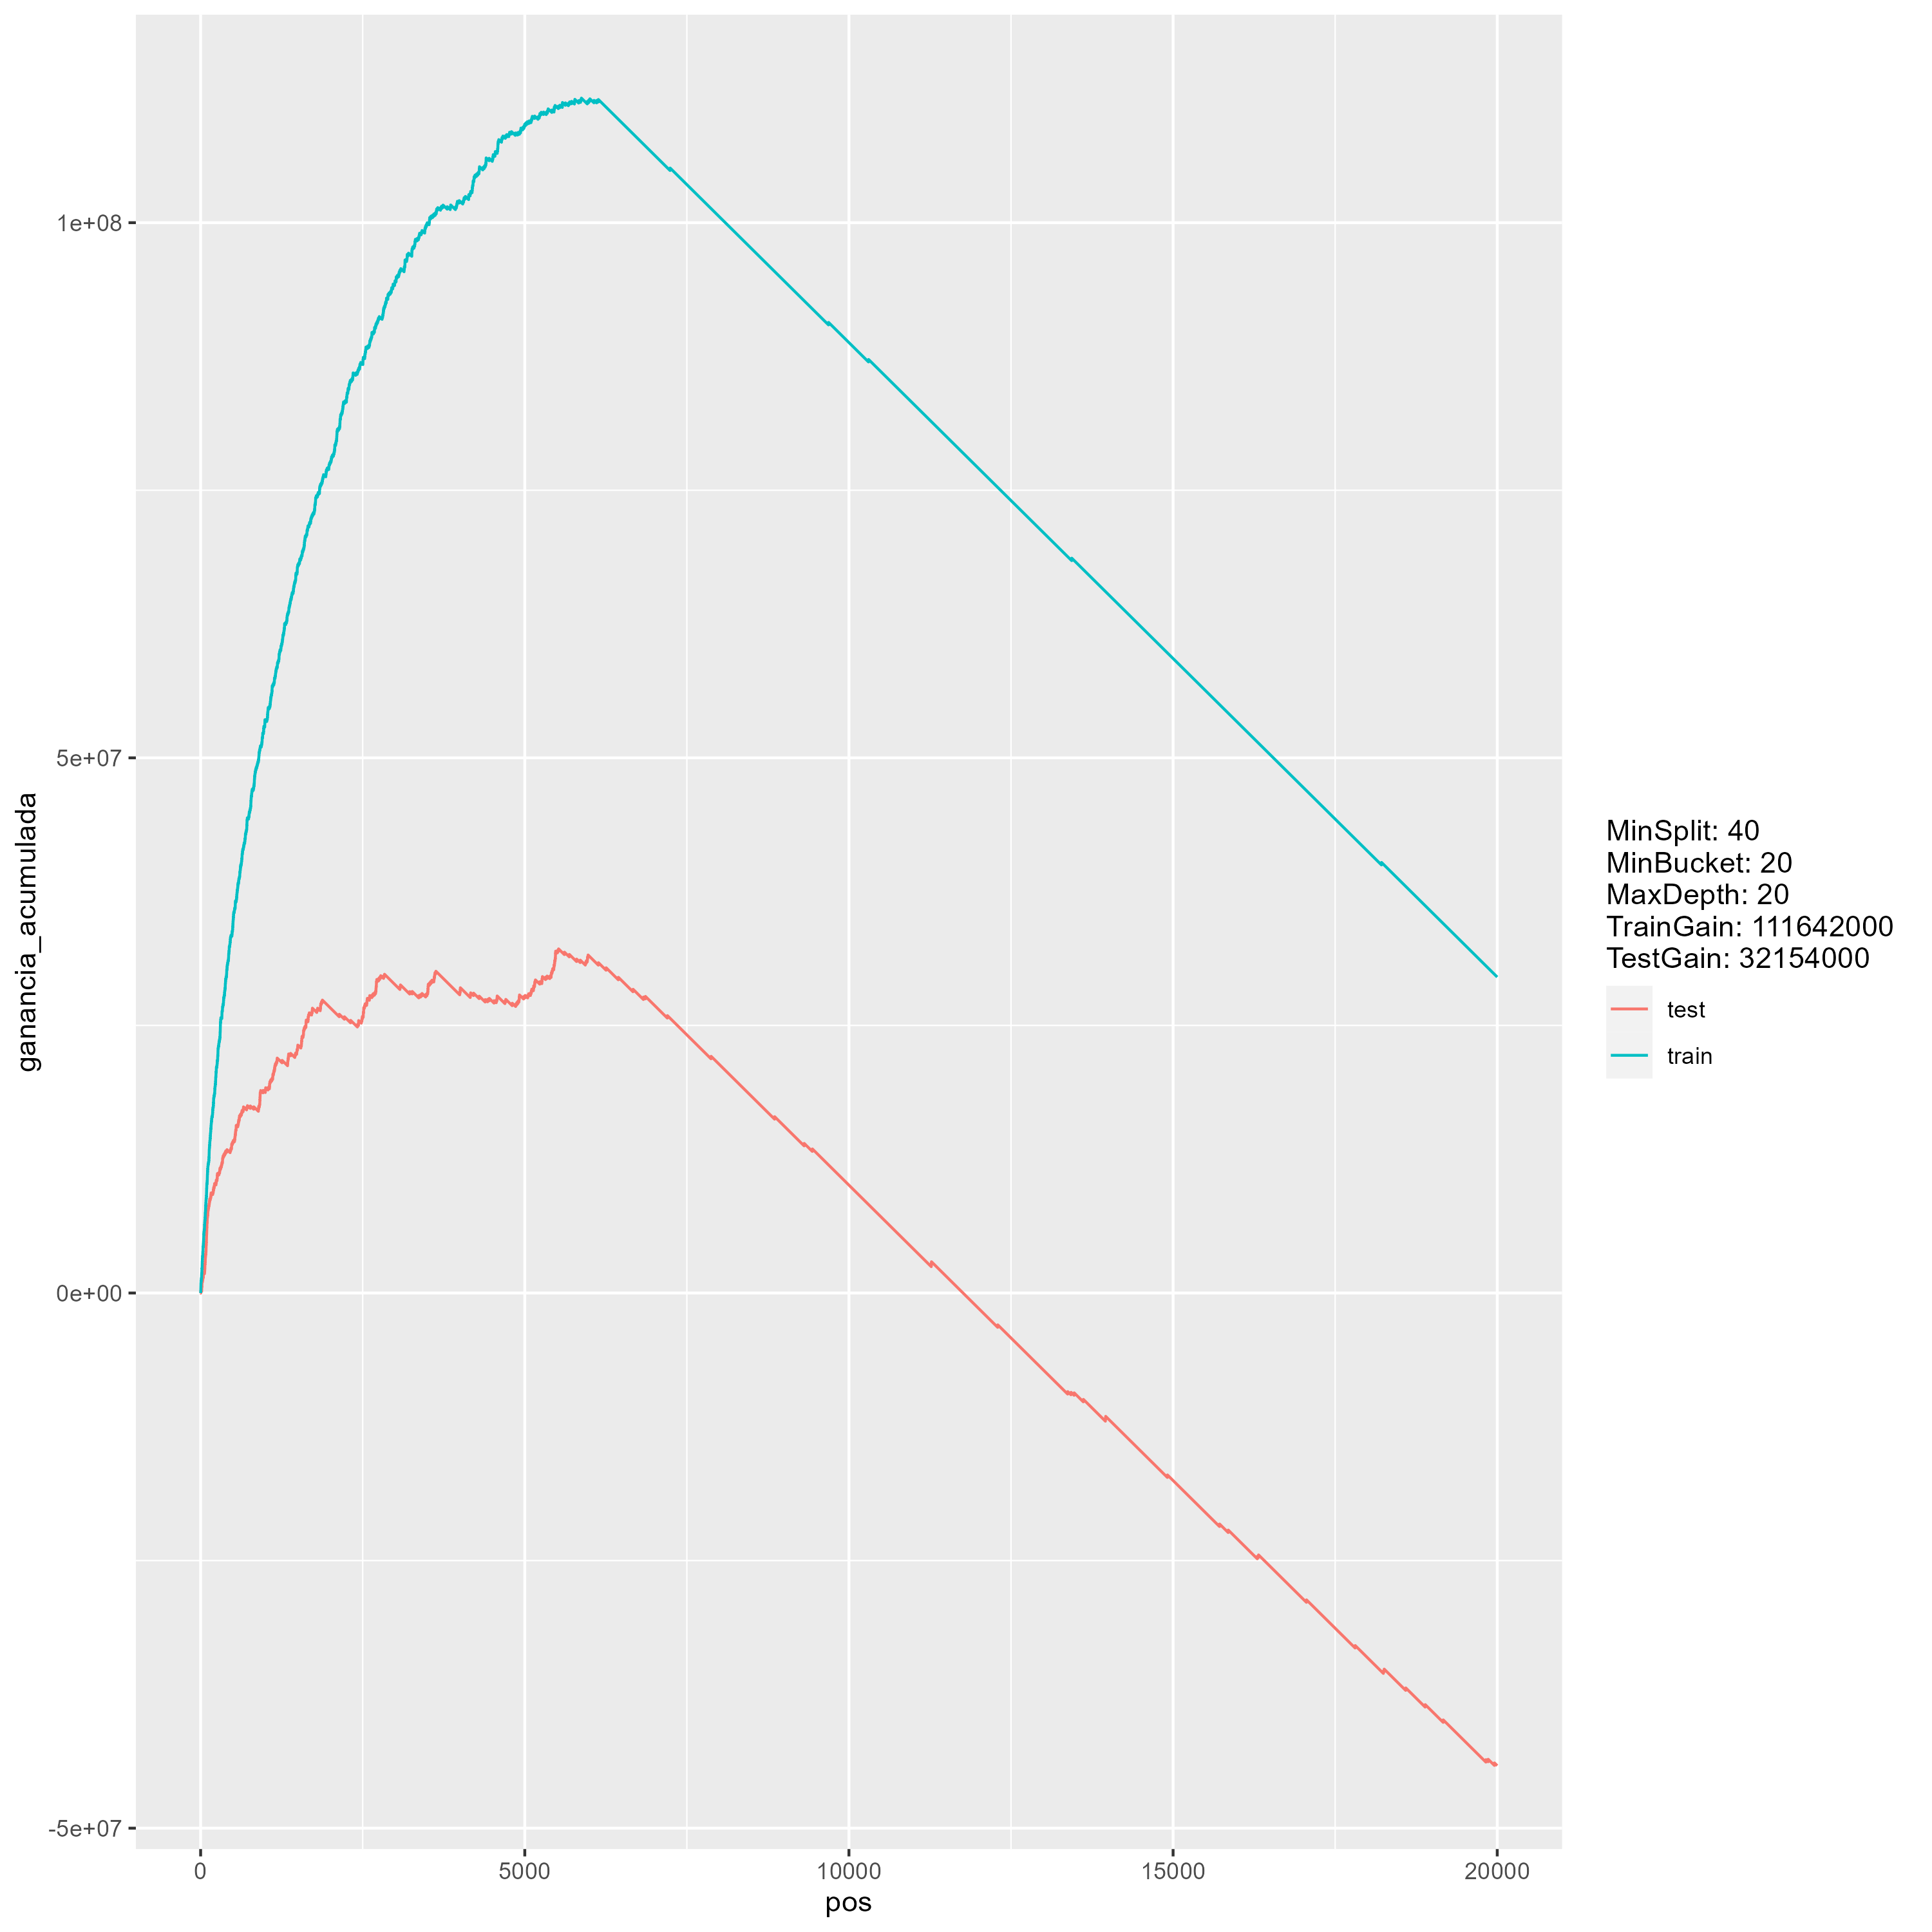 ganancia_acumulada
1e+08
5e+07
0e+00
-5e+07
0
5000
10000
15000
20000
pos
MinSplit: 40
MinBucket: 20
MaxDepth: 20
TrainGain: 111642000
TestGain: 32154000
test
train